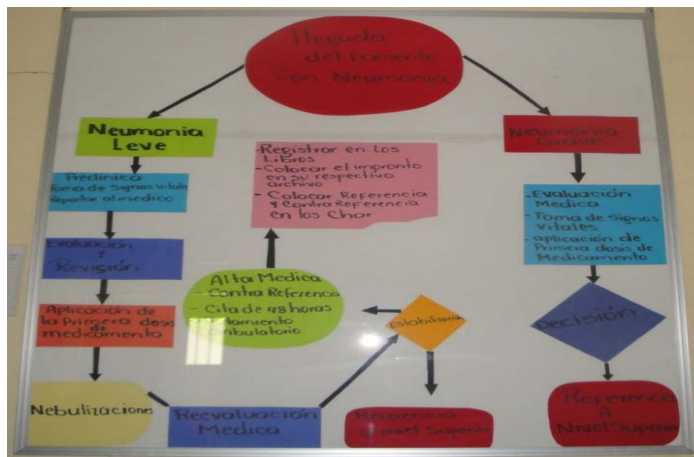 Llegada
del Paciente
Con Neumonia
Neumonia
Leve
Preclinica
Toma de Signos vitales
Reportar al medico
Evaluación
y
Revisión
Aplicación de
la Primera dosis
de
medicamento
Nebulizaciones
Reevaluación
Medica
Estabilizado
Alta Medica
- Contra Referencia
- Cita de 48 horas
ambulatorio
-Registrar en los
Libros
- Colocar el impronto
en su respectivo
archivo
- Colocar Referencia
y Contra Referencia
en los Char
Referencia
Nivel Superior
Neumonia
Grave
-Evaluación
Medica
- Toma de Signos
Vitales
- aplicación de
Primera dosis de
Medicamento
Decisión
Referencia
A
Nivel Superior